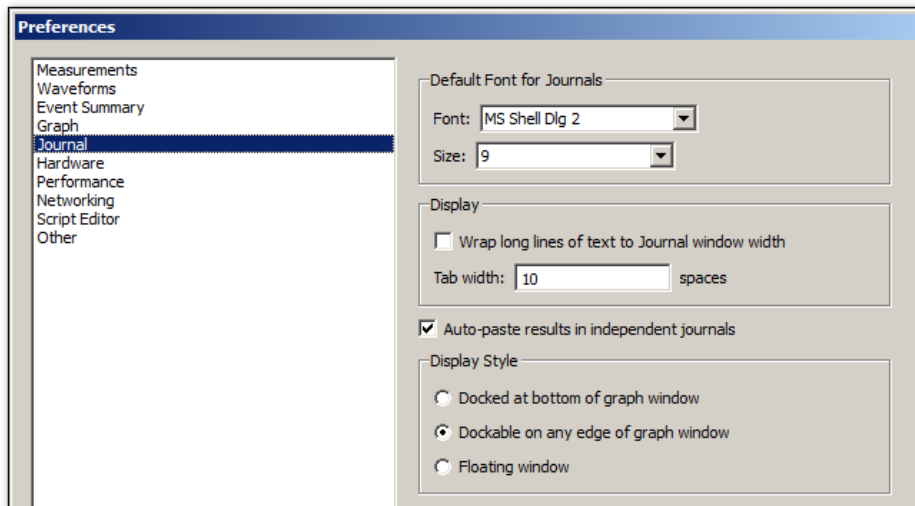 Preferences
Measurements
Waveforms
Event Summary
Graph
Journal
Hardware
Performance
Networking
Script Editor
Other
Default Font for Journals
Font: MS Shell Dlg 2
Size: 9
Display
Wrap long lines of text to Journal window width
Tab width: 10 spaces
Auto-paste results in independent journals
Display Style
Docked at bottom of graph window
Dockable on any edge of graph window
Floating window